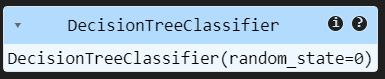 ▾ DecisionTreeClassifier i ?
DecisionTreeClassifier(random_state=0)